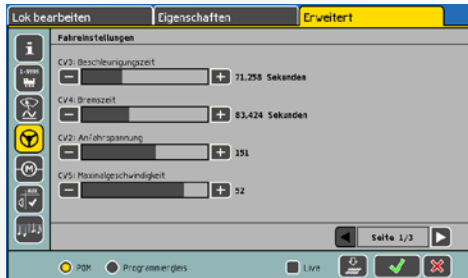 Lok bearbeiten
Eigenschaften
Erweitert
Fahreinstellungen
CV3: Beschleunigungszeit
71,258 Sekunden
CV4: Bremszeit
83,424 Sekunden
CV2: Anfahrspannung
151
CV5: Maximalgeschwindigkeit
52
Seite 1/3
POM
Programmiergleis
Live